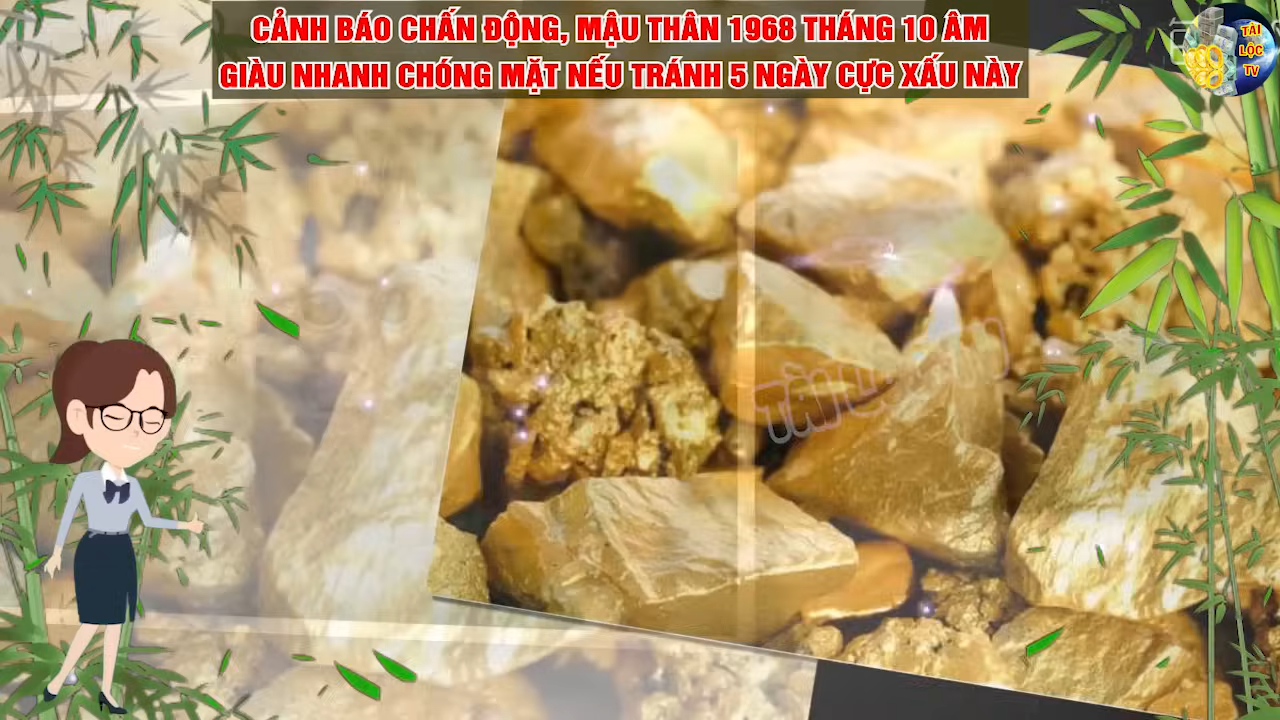 CẢNH BÁO CHẤN ĐỘNG, MẬU THÂN 1968 THÁNG 10 ÂM
GIÀU NHANH CHÓNG MẶT NẾU TRÁNH 5 NGÀY CỰC XẤU NÀY
TÀI
LỘC
TV